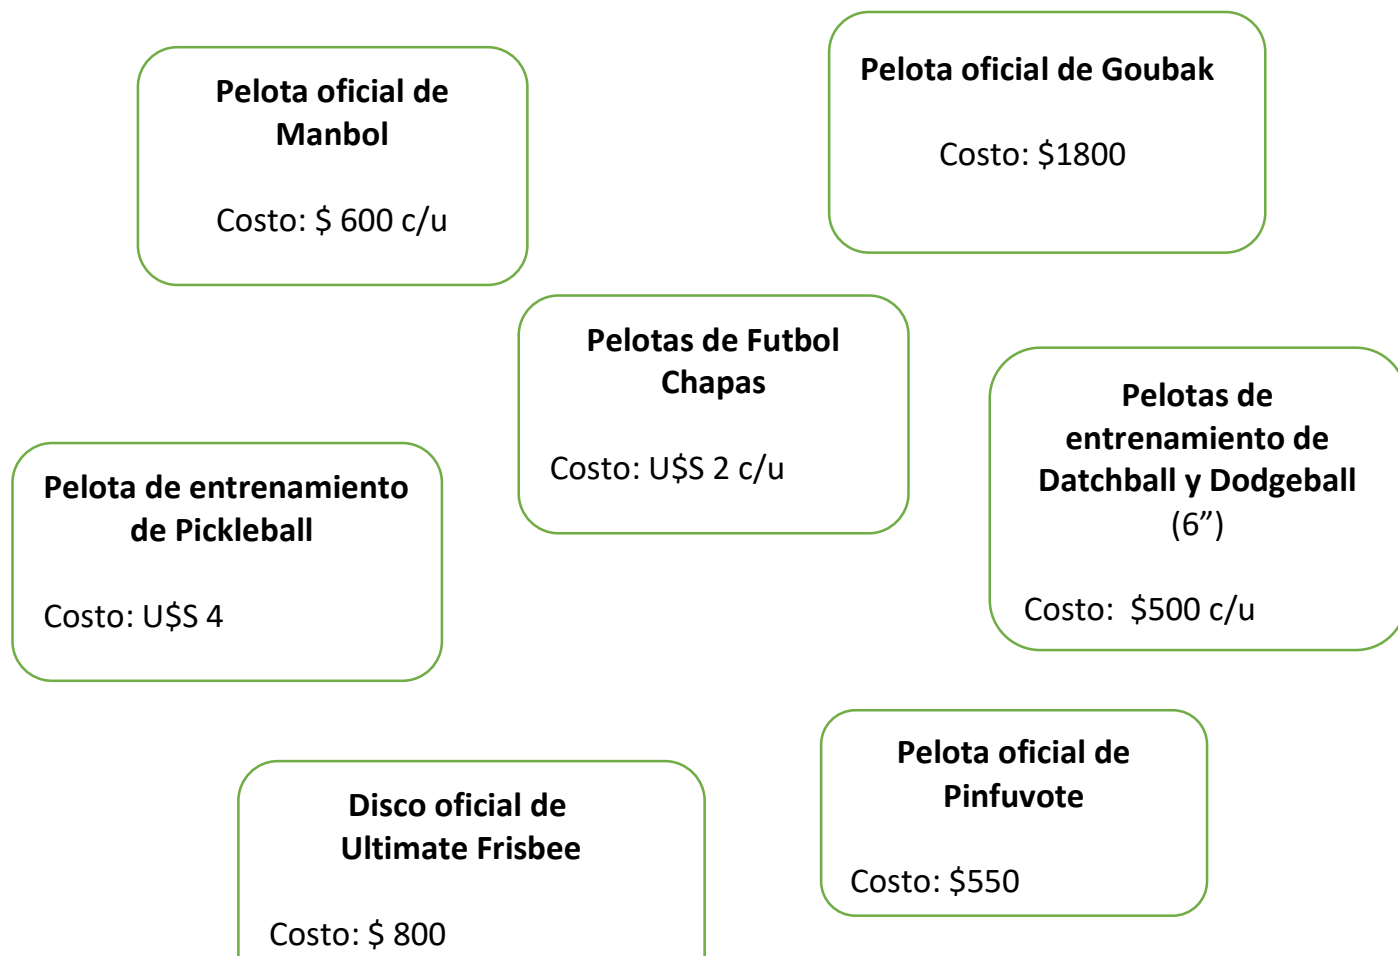 Pelota oficial de
Manbol
Costo: $ 600 c/u
Pelota oficial de Goubak
Costo: $1800
Pelotas de Futbol
Chapas
Costo: U$S 2 c/u
Pelotas de
entrenamiento de
Datchball y Dodgeball
(6”)
Costo:  $500 c/u
Pelota de entrenamiento
de Pickleball
Costo: U$S 4
Pelota oficial de
Pinfuvote
Costo: $550
Disco oficial de
Ultimate Frisbee
Costo: $ 800